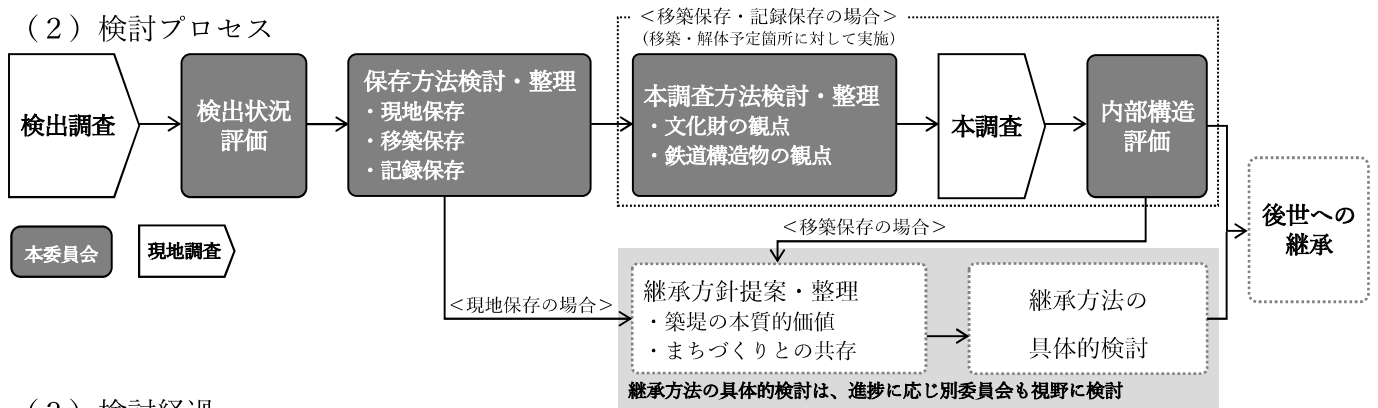 （２）検討プロセス
＜移築保存・記録保存の場合＞
（移築・解体予定箇所に対して実施）
検出調査
検出状況
評価
保存方法検討・整理
・現地保存
・移築保存
・記録保存
本調査方法検討・整理
・文化財の観点
・鉄道構造物の観点
本調査
内部構造
評価
後世への
継承
本委員会
現地調査
＜移築保存の場合＞
＜現地保存の場合＞
継承方針提案・整理
・築堤の本質的価値
・まちづくりとの共存
継承方法の
具体的検討
継承方法の具体的検討は、進捗に応じ別委員会も視野に検討